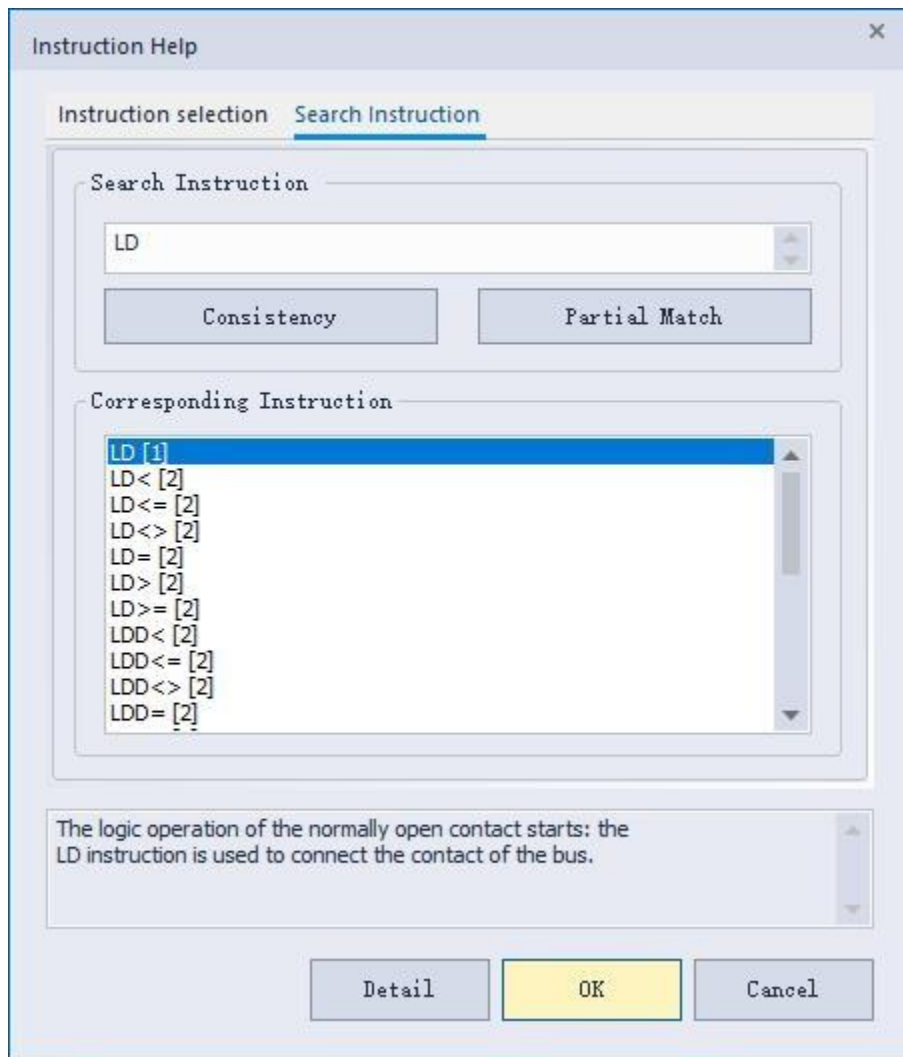 Instruction Help
Instruction selection Search Instruction
Search Instruction
LD
Consistency Partial Match
Corresponding Instruction
LD [1]
LD< [2]
LD<= [2]
LD<> [2]
LD= [2]
LD> [2]
LD>= [2]
LDD< [2]
LDD<= [2]
LDD<> [2]
LDD= [2]
The logic operation of the normally open contact starts: the
LD instruction is used to connect the contact of the bus.
Detail OK Cancel